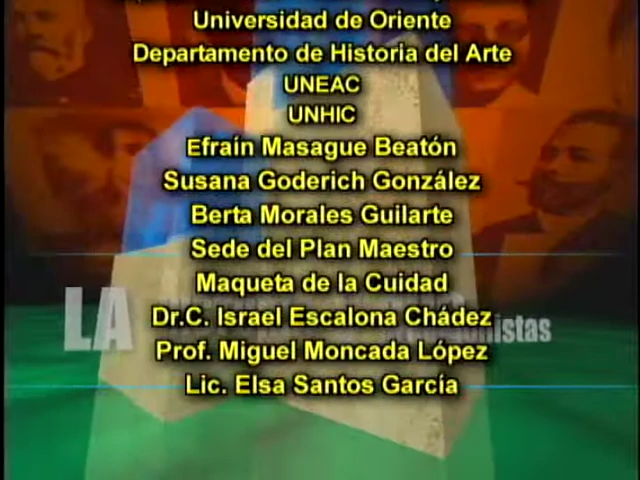 Universidad de Oriente
Departamento de Historia del Arte
UNEAC
UNHIC
Efraín Masague Beatón
Susana Goderich González
Berta Morales Guilarte
Sede del Plan Maestro
Maqueta de la Cuidad
LA
Dr.C. Israel Escalona Chádez
Prof. Miguel Moncada López
Lic. Elsa Santos García